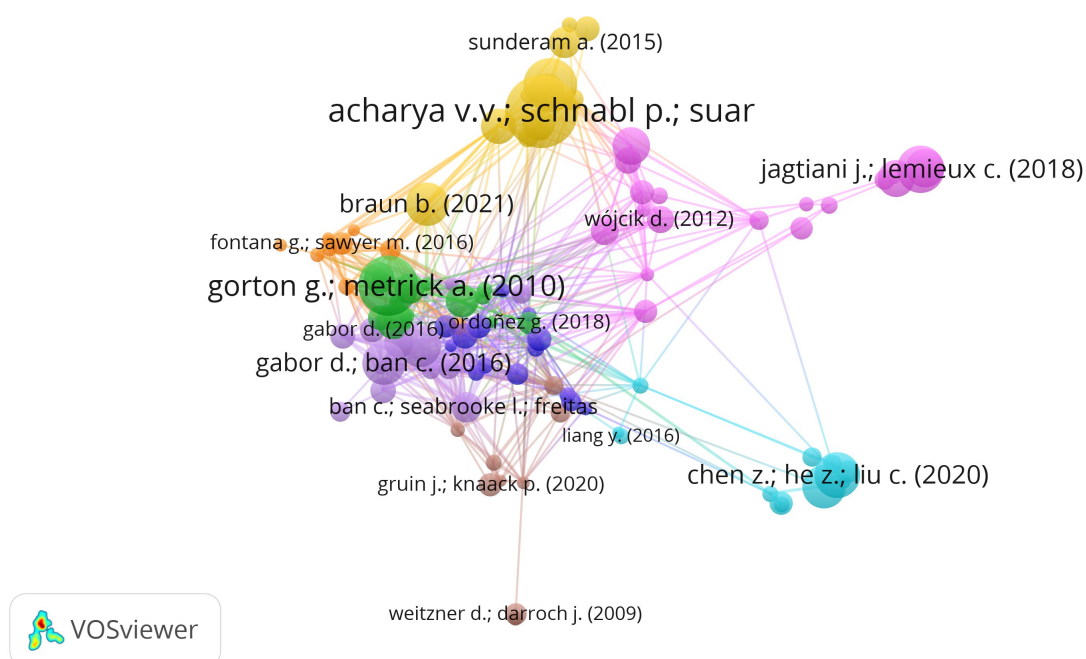 sunderam a. (2015)
acharya v.v.; schnabl p.; suar
jagtiani j.; lemieux c. (2018)
braun b. (2021)
wójcik d. (2012)
fontana g.; sawyer m. (2016)
gorton g.; metrick a. (2010)
gabor d. (2016)
ordoñez g. (2018)
gabor d.; ban c. (2016)
ban c.; seabrooke l.; freitas
liang y. (2016)
chen z.; he z.; liu c. (2020)
gruin j.; knaack p. (2020)
weitzner d.; darroch j. (2009)
VOSviewer